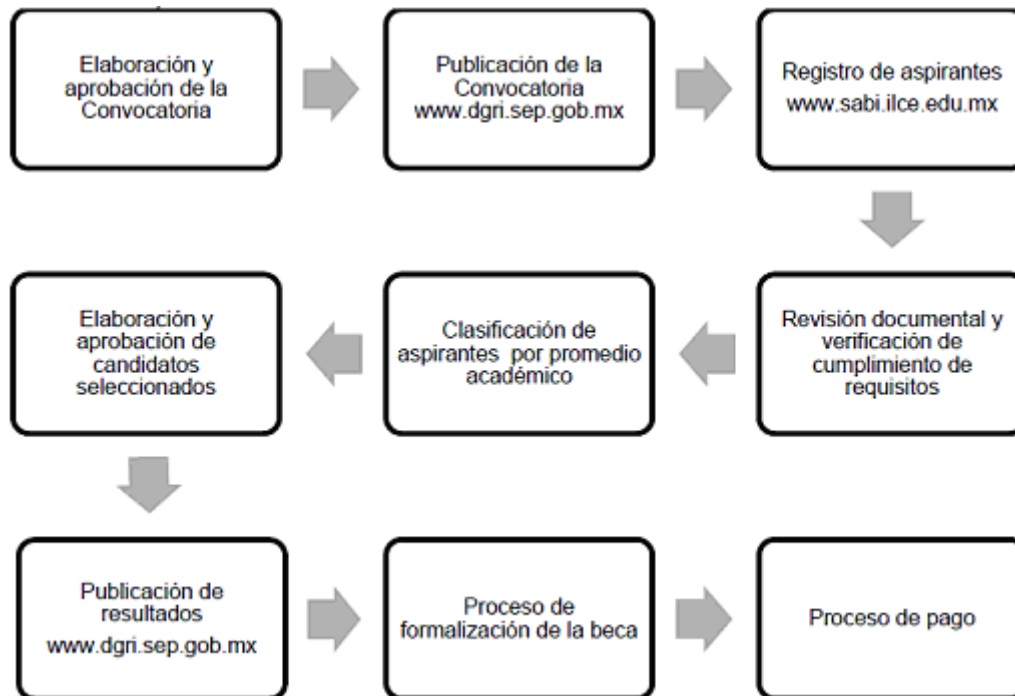 Elaboración y
aprobación de la
Convocatoria
Publicación de la
Convocatoria
www.dgri.sep.gob.mx
Registro de aspirantes
www.sabi.ilce.edu.mx
Revisión documental y
verificación de
cumplimiento de
requisitos
Clasificación de
aspirantes por promedio
académico
Elaboración y
aprobación de
candidatos
seleccionados
Publicación de
resultados
www.dgri.sep.gob.mx
Proceso de
formalización de la beca
Proceso de pago